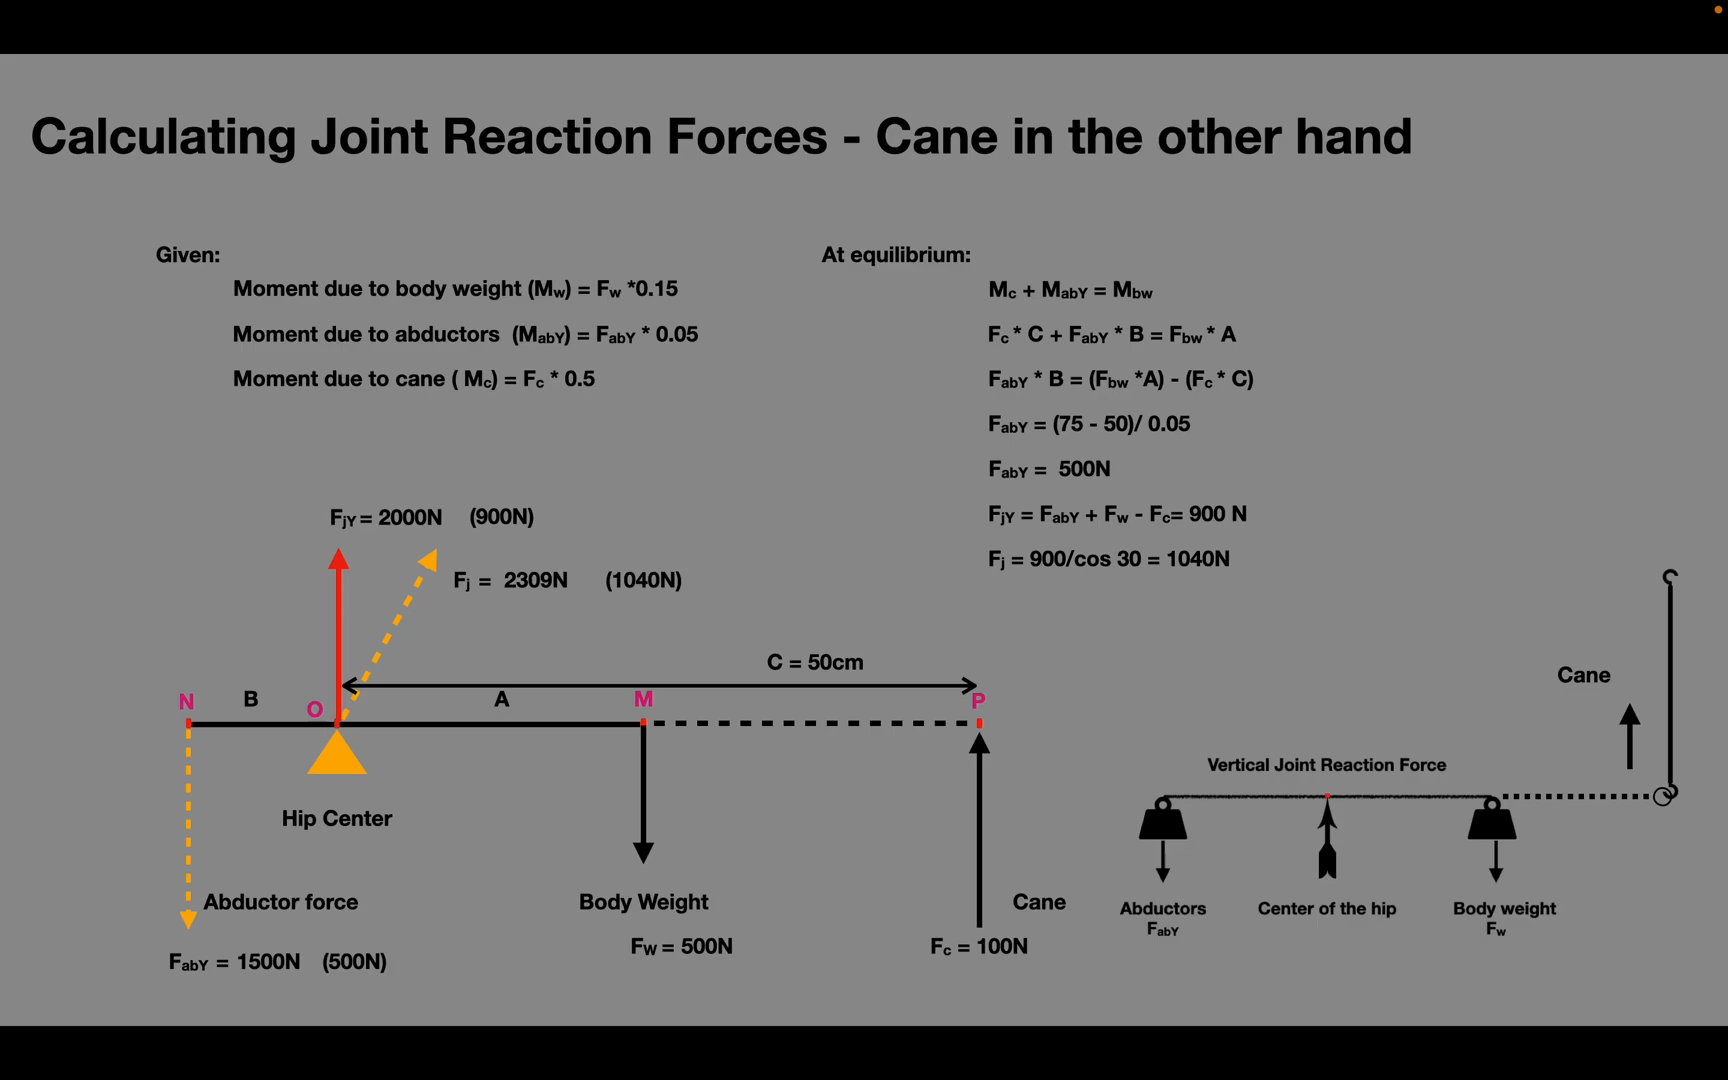 Calculating Joint Reaction Forces - Cane in the other hand
Given:
Moment due to body weight (Mw) = Fw *0.15
Moment due to abductors (MabY) = FabY * 0.05
Moment due to cane ( Mc) = Fc * 0.5
At equilibrium:
Mc + MabY = Mbw
Fc * C + FabY * B = Fbw * A
FabY * B = (Fbw *A) - (Fc * C)
FabY = (75 - 50)/ 0.05
FabY = 500N
FjY = FabY + Fw - Fc= 900 N
Fj = 900/cos 30 = 1040N
FjY = 2000N (900N)
Fj = 2309N (1040N)
C = 50cm
N B O A M P
Hip Center
Abductor force
FabY = 1500N (500N)
Body Weight
FW = 500N
Cane
Fc = 100N
Cane
Vertical Joint Reaction Force
Abductors
FabY
Center of the hip
Body weight
Fw